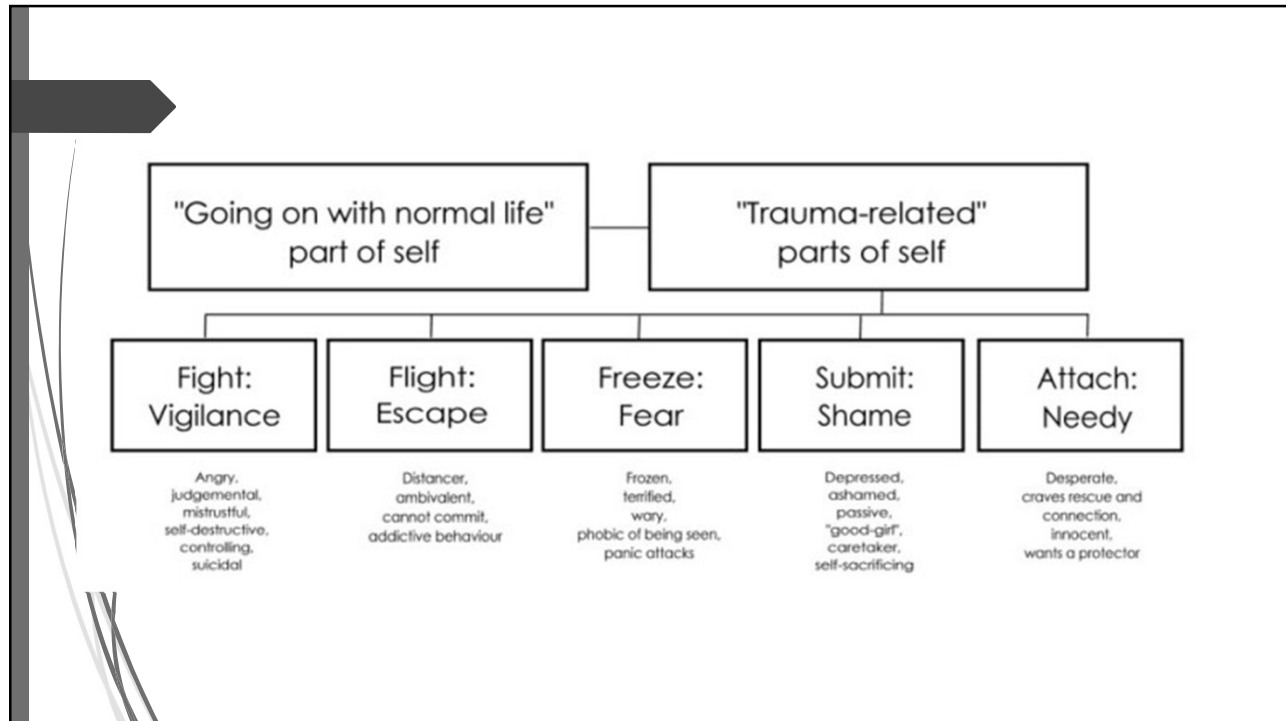 "Going on with normal life"
part of self
"Trauma-related"
parts of self
Fight:
Vigilance
Flight:
Escape
Freeze:
Fear
Submit:
Shame
Attach:
Needy
Angry,
judgemental,
mistrustful,
self-destructive,
controlling,
suicidal
Distancer,
ambivalent,
cannot commit,
addictive behaviour
Frozen,
terrified,
wary,
phobic of being seen,
panic attacks
Depressed,
ashamed,
passive,
"good-girl",
caretaker,
self-sacrificing
Desperate,
craves rescue and
connection,
innocent,
wants a protector